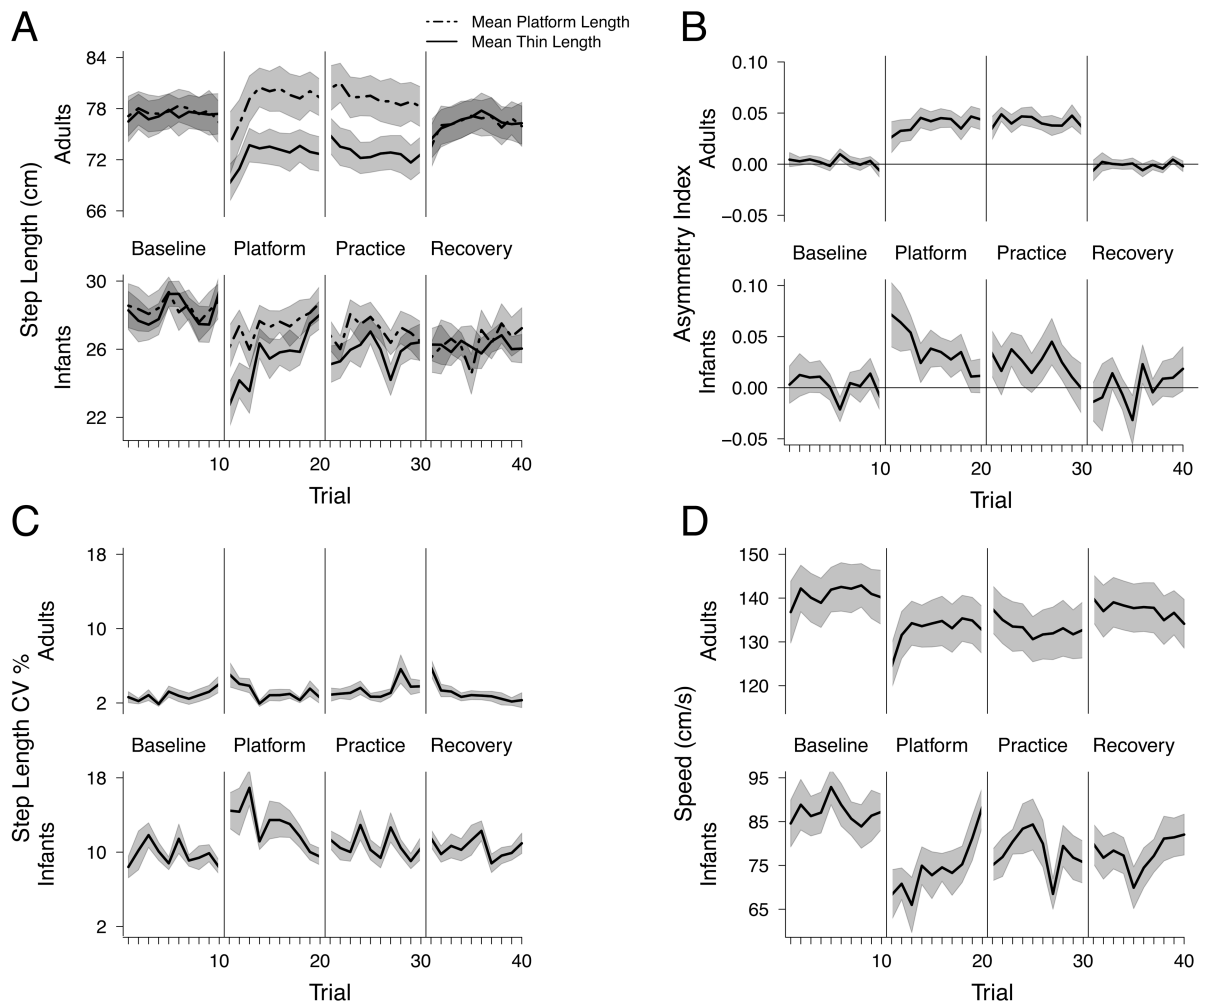 A
Mean Platform Length
Mean Thin Length
Step Length (cm)
Adults
84
78
72
66
Baseline
Platform
Practice
Recovery
Infants
30
26
22
10
20
30
40
Trial
B
Asymmetry Index
Adults
0.10
0.05
0.00
−0.05
Baseline
Platform
Practice
Recovery
Infants
0.10
0.05
0.00
−0.05
10
20
30
40
Trial
C
Step Length CV %
Adults
18
10
2
Baseline
Platform
Practice
Recovery
Infants
18
10
2
10
20
30
40
Trial
D
Speed (cm/s)
Adults
150
140
130
120
Baseline
Platform
Practice
Recovery
Infants
95
85
75
65
10
20
30
40
Trial